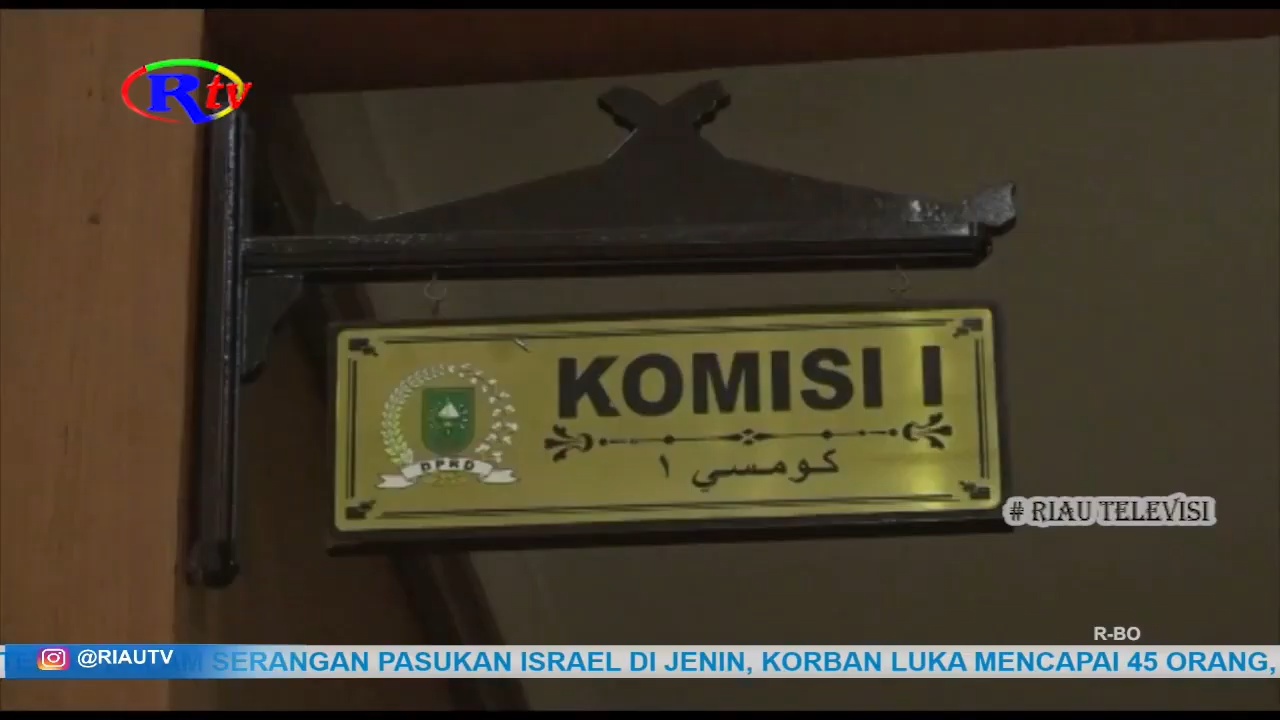 Rtv
KOMISI I
DPRD
كومسي ١
# RIAU TELEVISI
R-BO
@RIAUTV
SERANGAN PASUKAN ISRAEL DI JENIN, KORBAN LUKA MENCAPAI 45 ORANG,